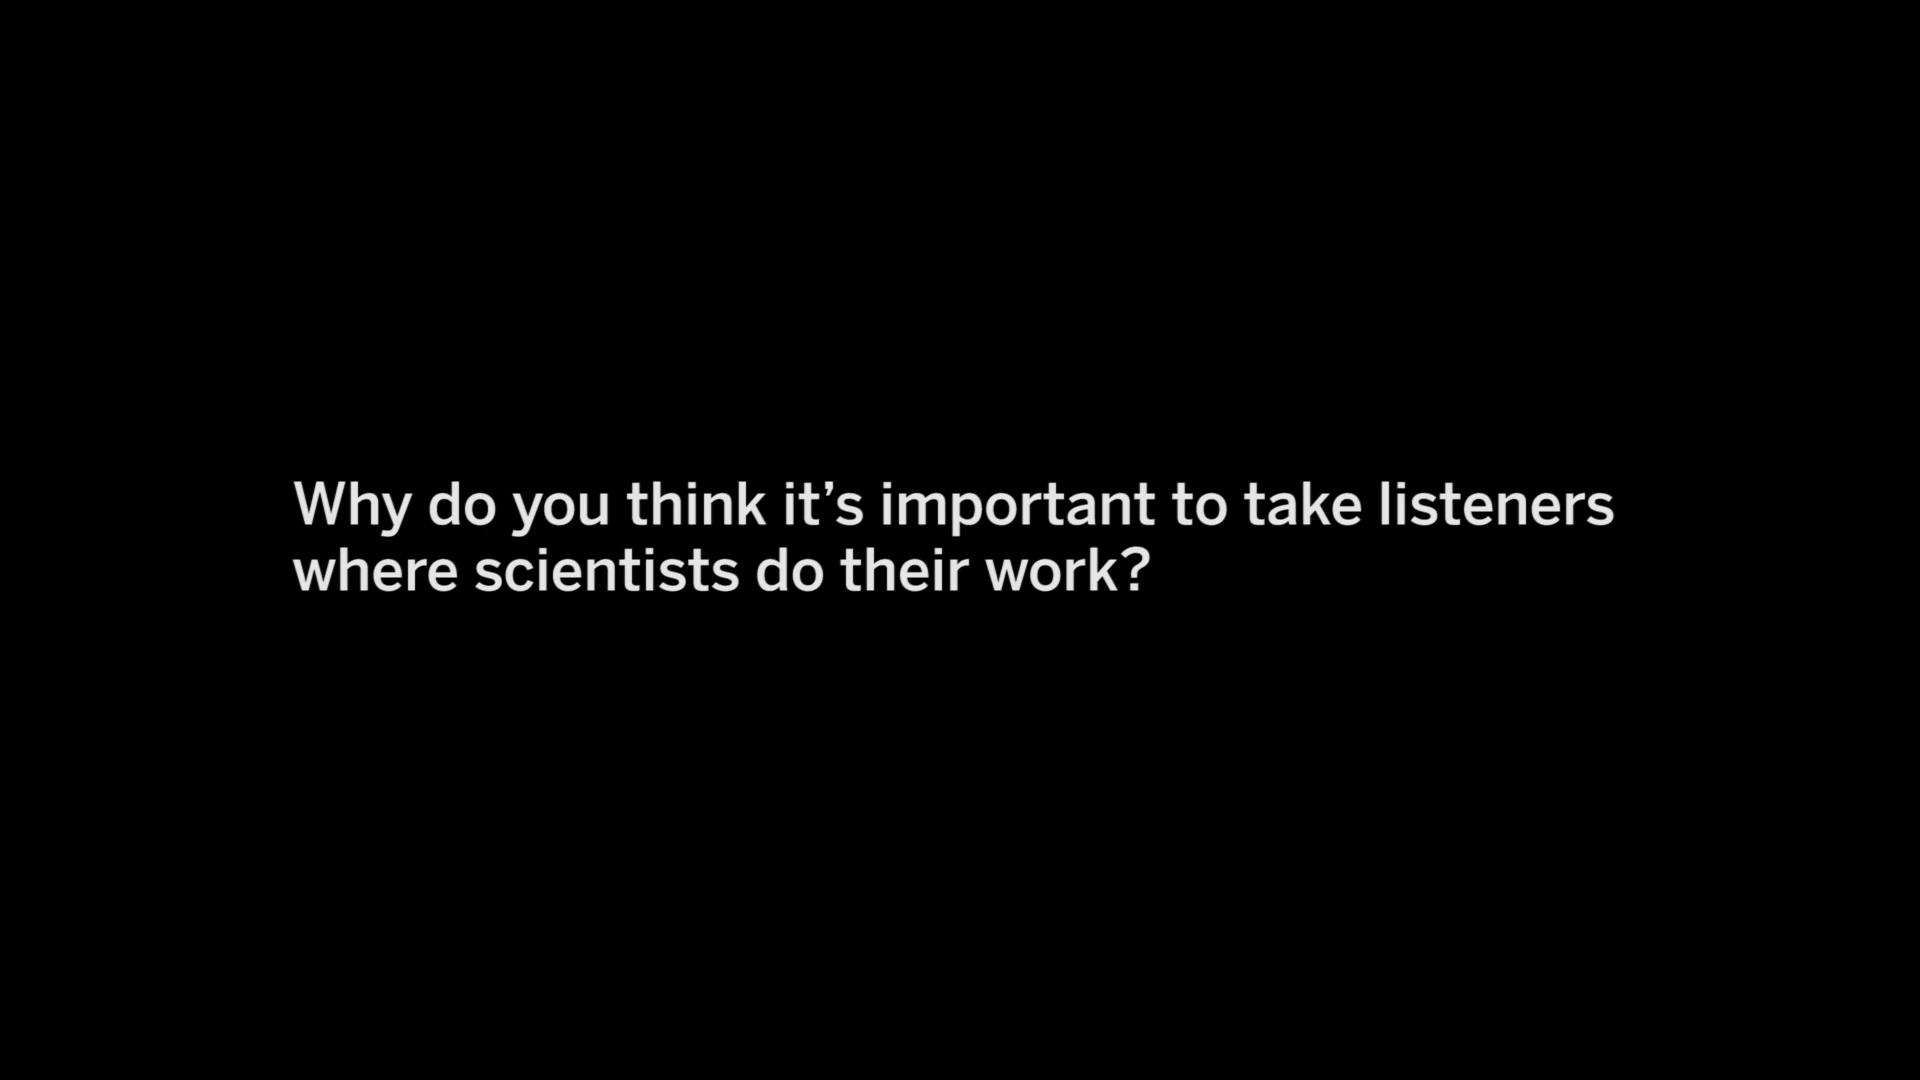 Why do you think it’s important to take listeners
where scientists do their work?